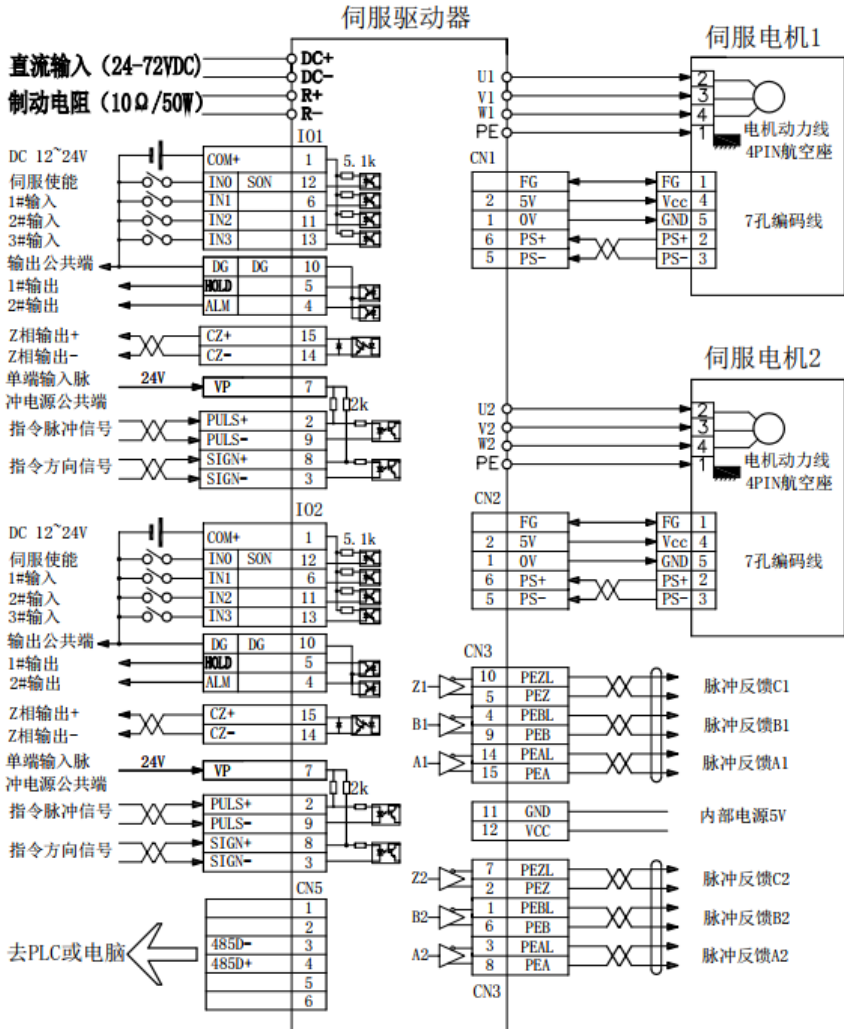 伺服驱动器
直流输入（24-72VDC）
制动电阻（10Ω/50W）
DC+
DC-
R+
R-
IO1
DC 12~24V
COM+ 1 5.1k
伺服使能 IN0 SON 12
1#输入 IN1 6
2#输入 IN2 11
3#输入 IN3 13
输出公共端 DG DG 10
1#输出 HOLD 5
2#输出 ALM 4
Z相输出+ CZ+ 15
Z相输出- CZ- 14
单端输入脉
冲电源公共端
24V VP 7
2k
指令脉冲信号
PULS+ 2
PULS- 9
指令方向信号
SIGN+ 8
SIGN- 3
IO2
DC 12~24V
COM+ 1 5.1k
伺服使能 IN0 SON 12
1#输入 IN1 6
2#输入 IN2 11
3#输入 IN3 13
输出公共端 DG DG 10
1#输出 HOLD 5
2#输出 ALM 4
Z相输出+ CZ+ 15
Z相输出- CZ- 14
单端输入脉
冲电源公共端
24V VP 7
2k
指令脉冲信号
PULS+ 2
PULS- 9
指令方向信号
SIGN+ 8
SIGN- 3
CN5
1
2
485D- 3
485D+ 4
5
6
去PLC或电脑
伺服电机1
U1 2
V1 3
W1 4
PE 1
电机动力线
4PIN航空座
CN1
FG FG 1
2 5V Vcc 4
1 0V GND 5
6 PS+ PS+ 2
5 PS- PS- 3
7孔编码线
伺服电机2
U2 2
V2 3
W2 4
PE 1
电机动力线
4PIN航空座
CN2
FG FG 1
2 5V Vcc 4
1 0V GND 5
6 PS+ PS+ 2
5 PS- PS- 3
7孔编码线
CN3
Z1 10 PEZL
5 PEZ
脉冲反馈C1
B1 4 PEBL
9 PEB
脉冲反馈B1
A1 14 PEAL
15 PEA
脉冲反馈A1
11 GND
12 VCC
内部电源5V
Z2 7 PEZL
2 PEZ
脉冲反馈C2
B2 1 PEBL
6 PEB
脉冲反馈B2
A2 3 PEAL
8 PEA
脉冲反馈A2
CN3